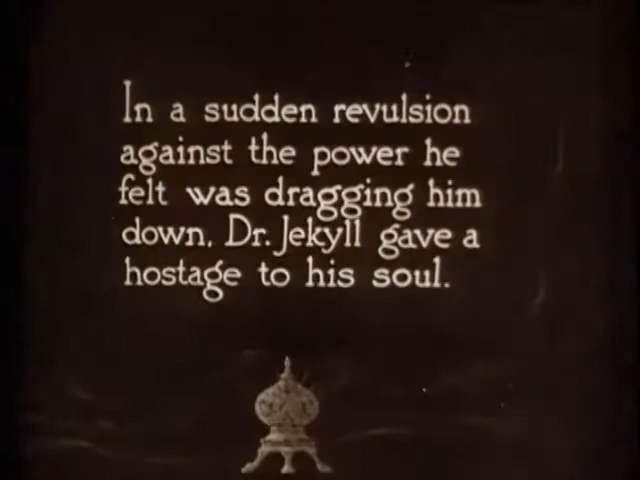 In a sudden revulsion
against the power he
felt was dragging him
down, Dr. Jekyll gave a
hostage to his soul.